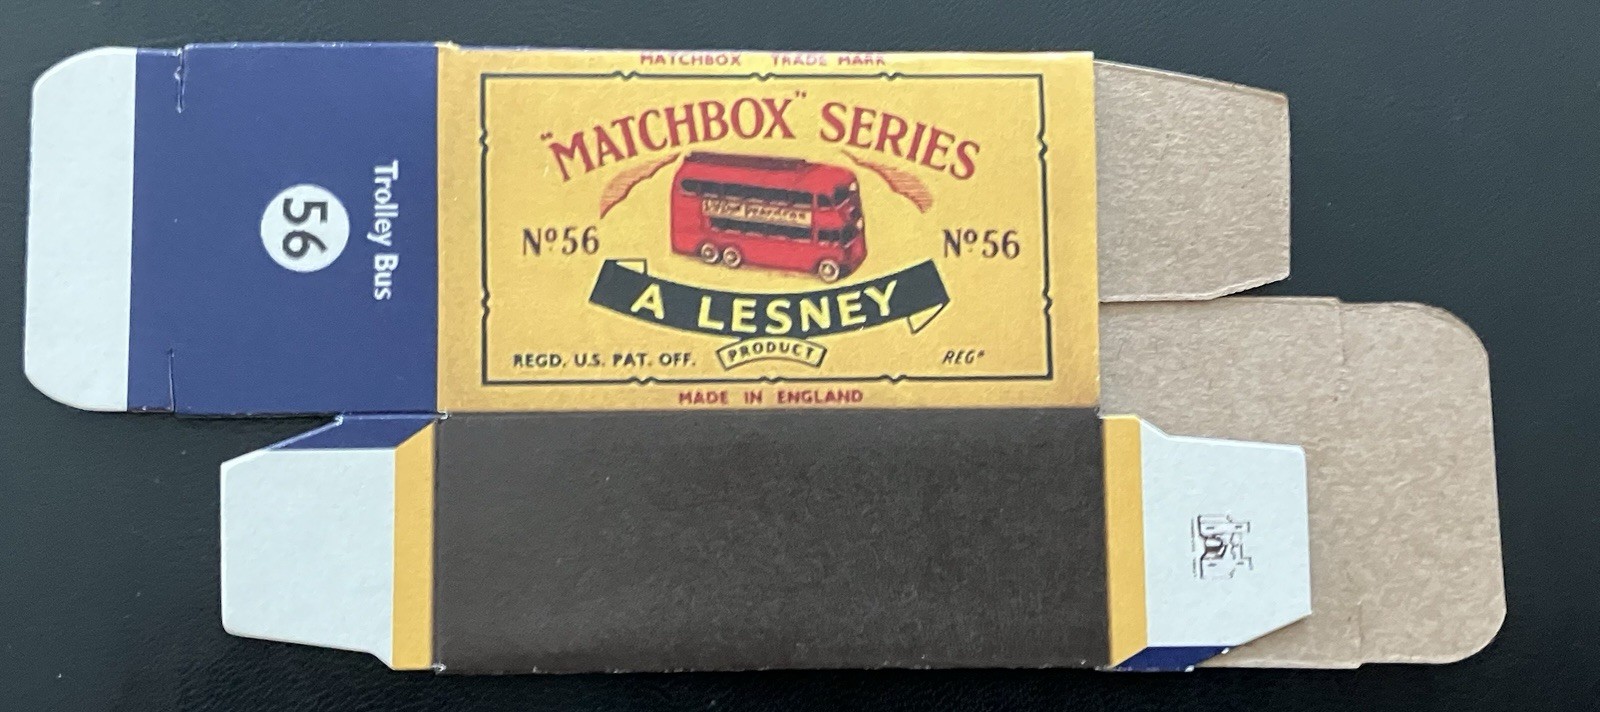 MATCHBOX TRADE MARK
"MATCHBOX" SERIES
Nº56
Nº56
A LESNEY
PRODUCT
REGD. U.S. PAT. OFF.
REGᴰ
MADE IN ENGLAND
Trolley Bus
56